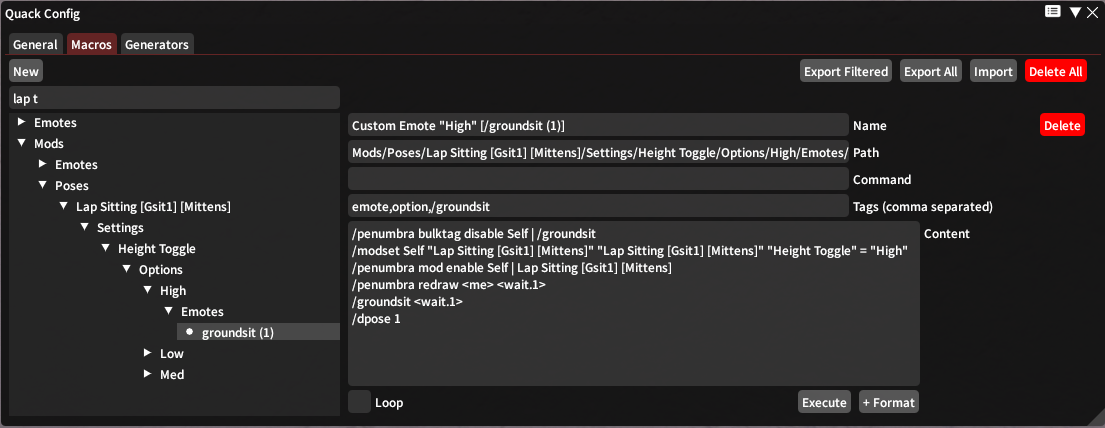 Quack Config
General Macros Generators
New Export Filtered Export All Import Delete All
lap t
Emotes
Mods
Emotes
Poses
Lap Sitting [Gsit1] [Mittens]
Settings
Height Toggle
Options
High
Emotes
groundsit (1)
Low
Med
Custom Emote "High" [/groundsit (1)] Name Delete
Mods/Poses/Lap Sitting [Gsit1] [Mittens]/Settings/Height Toggle/Options/High/Emotes/ Path
Command
emote,option,/groundsit Tags (comma separated)
/penumbra bulktag disable Self | /groundsit Content
/modset Self "Lap Sitting [Gsit1] [Mittens]" "Lap Sitting [Gsit1] [Mittens]" "Height Toggle" = "High"
/penumbra mod enable Self | Lap Sitting [Gsit1] [Mittens]
/penumbra redraw <me> <wait.1>
/groundsit <wait.1>
/dpose 1
Loop Execute + Format